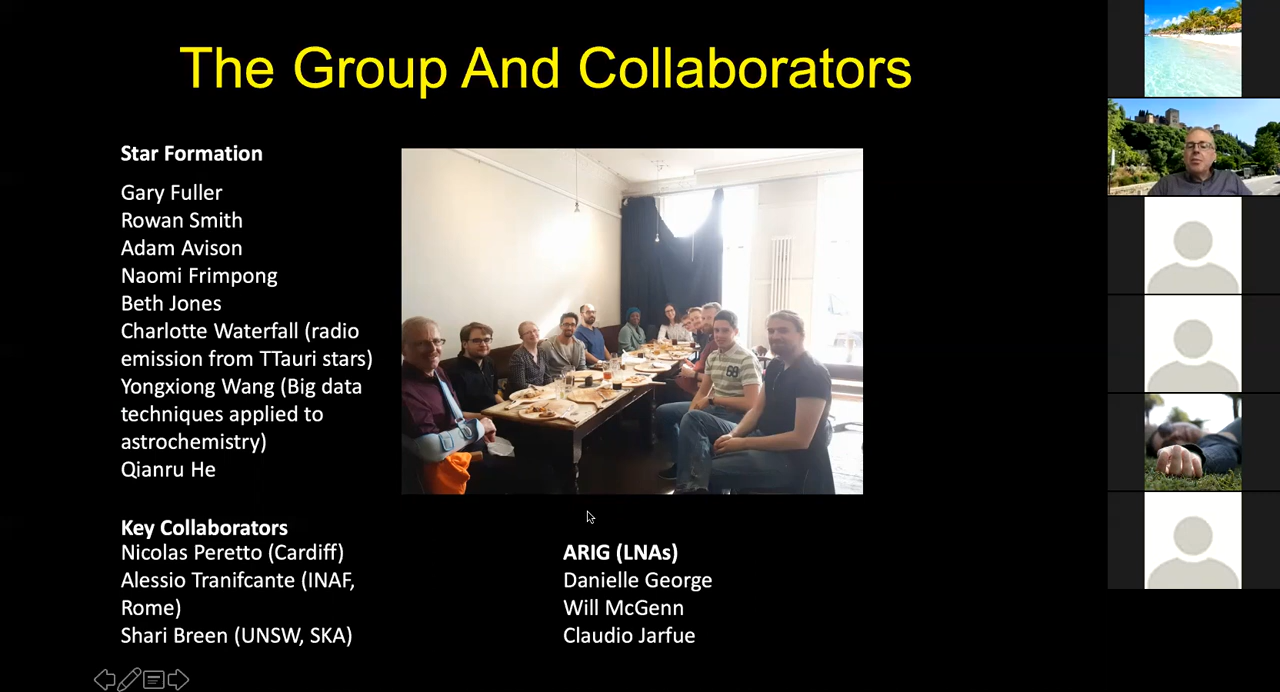 The Group And Collaborators
Star Formation
Gary Fuller
Rowan Smith
Adam Avison
Naomi Frimpong
Beth Jones
Charlotte Waterfall (radio
emission from TTauri stars)
Yongxiong Wang (Big data
techniques applied to
astrochemistry)
Qianru He
Key Collaborators
Nicolas Peretto (Cardiff)
Alessio Tranifcante (INAF,
Rome)
Shari Breen (UNSW, SKA)
68
ARIG (LNAs)
Danielle George
Will McGenn
Claudio Jarfue